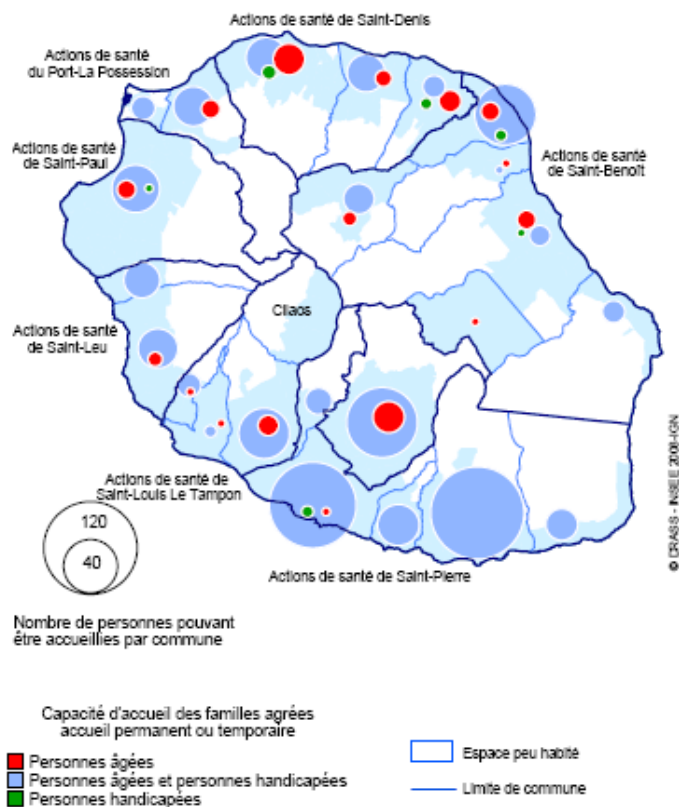 Actions de santé de Saint-Denis
Actions de santé
du Port-La Possession
Actions de santé
de Saint-Paul
Actions de santé
de Saint-Benoît
Cilaos
Actions de santé
de Saint-Leu
Actions de santé de
Saint-Louis Le Tampon
120
40
Actions de santé de Saint-Pierre
© DRASS - INSEE 2008-IGN
Nombre de personnes pouvant
être accueillies par commune
Capacité d'accueil des familles agrées
accueil permanent ou temporaire
Personnes âgées
Personnes âgées et personnes handicapées
Personnes handicapées
Espace peu habité
Limite de commune